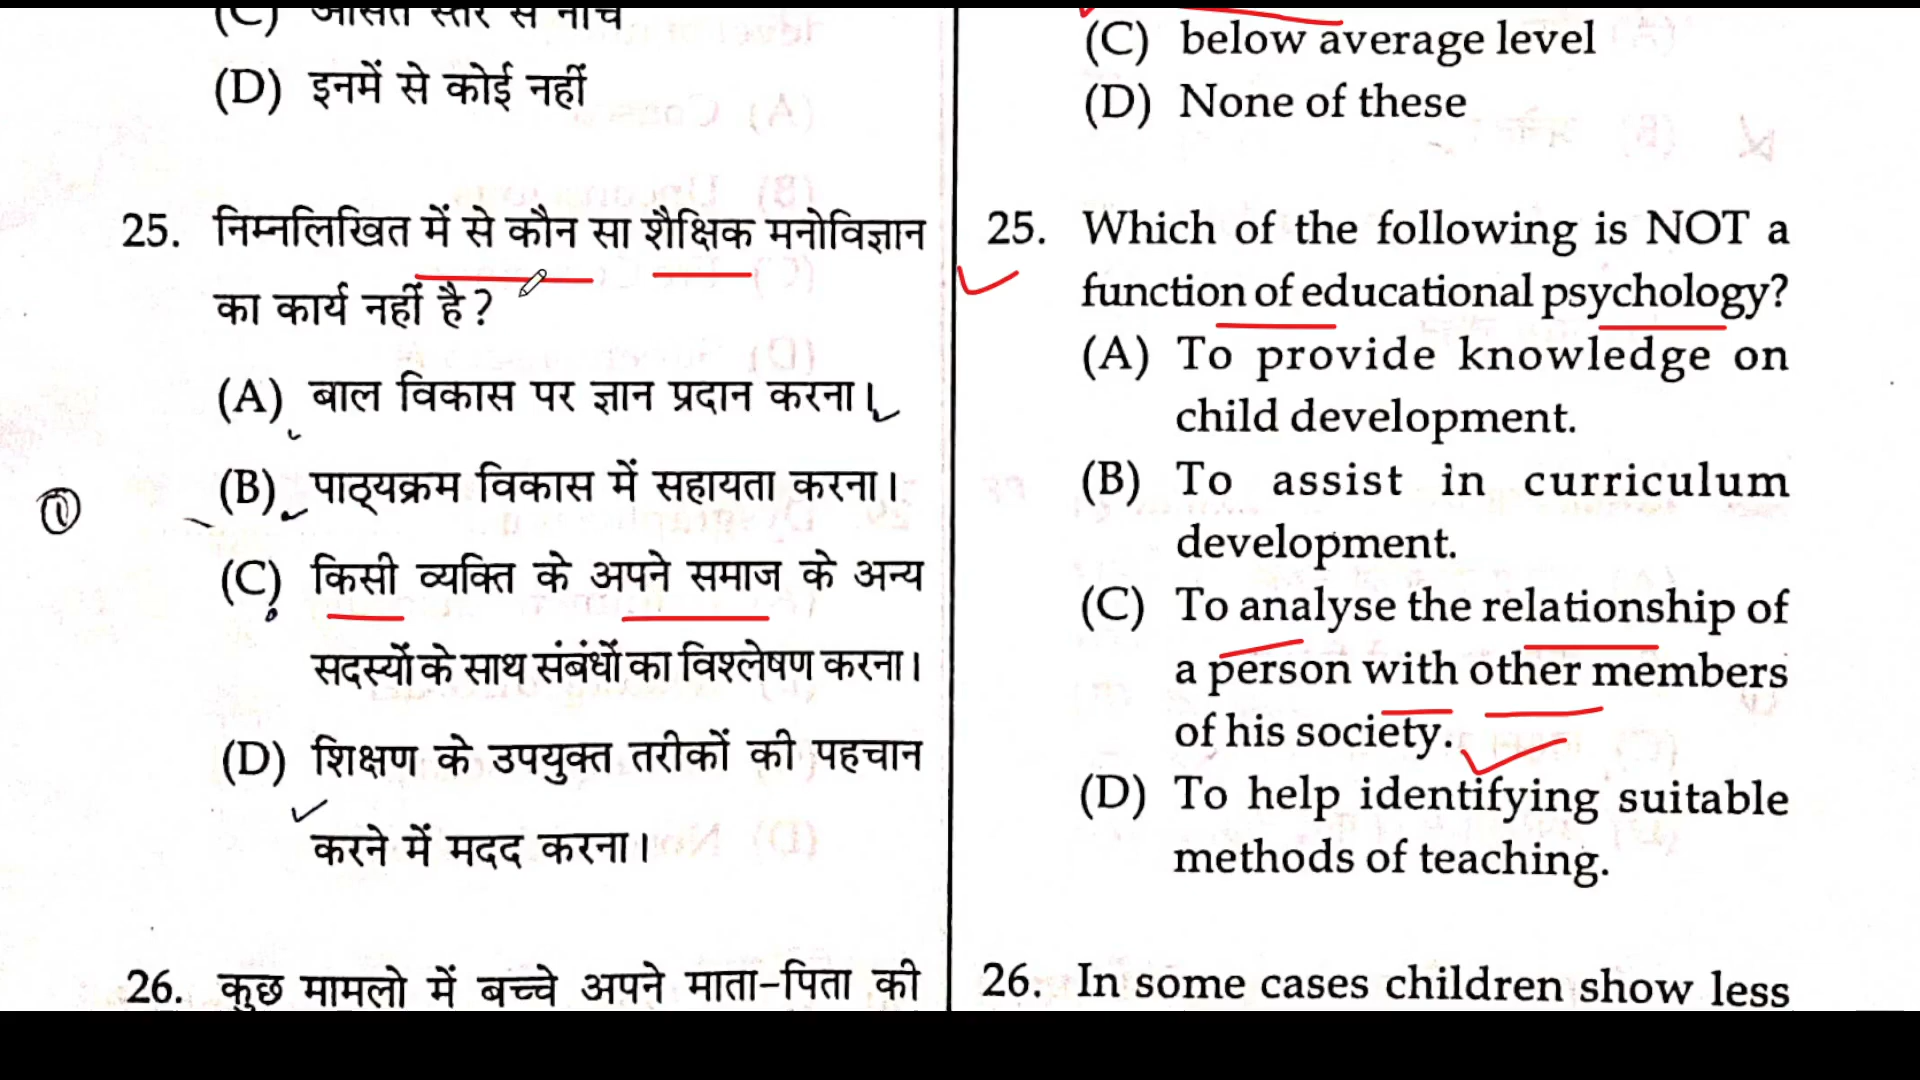 (C) औसत स्तर से नीचे
(D) इनमें से कोई नहीं
25. निम्नलिखित में से कौन सा शैक्षिक मनोविज्ञान
का कार्य नहीं है?
(A) बाल विकास पर ज्ञान प्रदान करना।
(B) पाठ्यक्रम विकास में सहायता करना।
(C) किसी व्यक्ति के अपने समाज के अन्य
सदस्यों के साथ संबंधों का विश्लेषण करना।
(D) शिक्षण के उपयुक्त तरीकों की पहचान
करने में मदद करना।
26. कुछ मामलो में बच्चे अपने माता-पिता की
(C) below average level
(D) None of these
25. Which of the following is NOT a
function of educational psychology?
(A) To provide knowledge on
child development.
(B) To assist in curriculum
development.
(C) To analyse the relationship of
a person with other members
of his society.
(D) To help identifying suitable
methods of teaching.
26. In some cases children show less